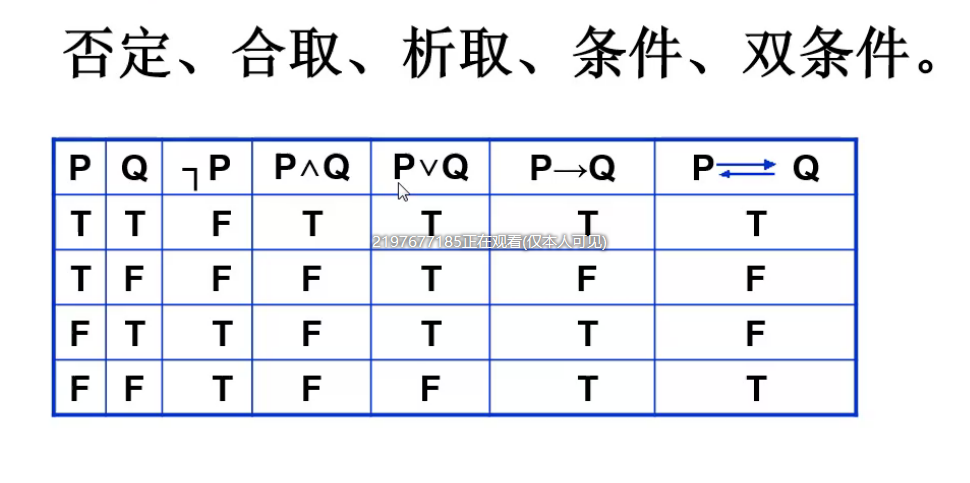 否定、合取、析取、条件、双条件。
P Q ┐P P∧Q P∨Q P→Q P⇄Q
T T F T T T T
2197677185正在观看(仅本人可见)
T F F F T F F
F T T F T T F
F F T F F T T